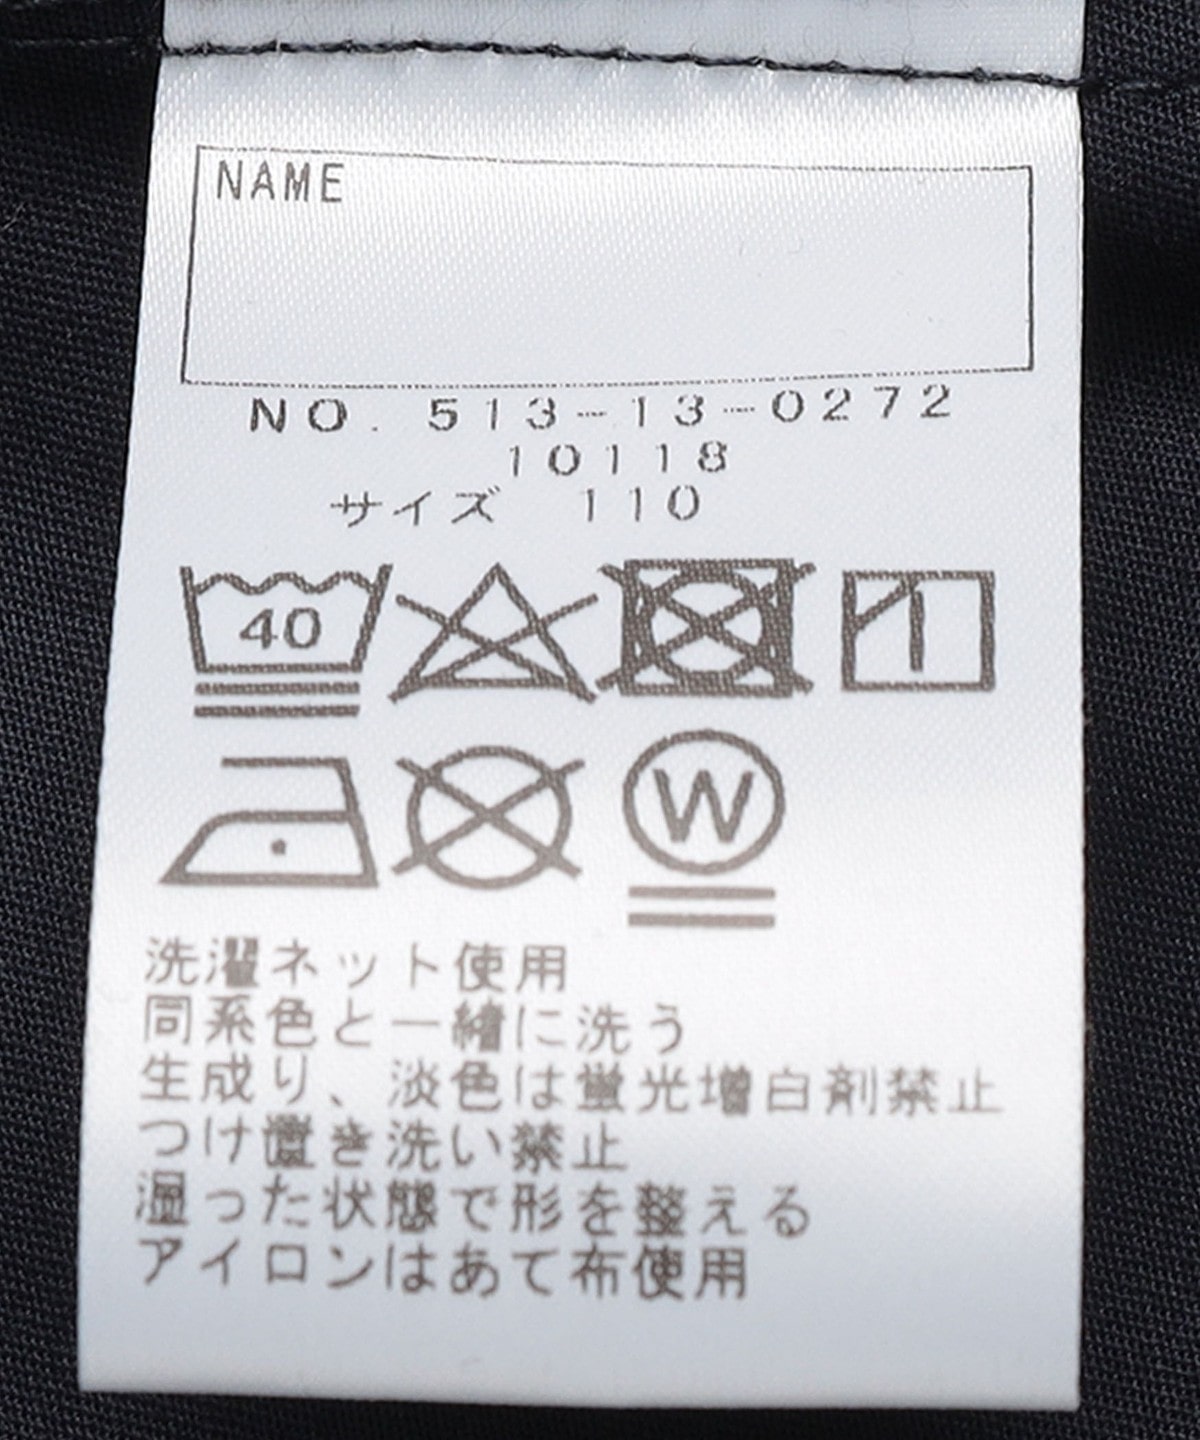 NAME
NO. 513-13-0272
10118
サイズ 110
40
W
洗濯ネット使用
同系色と一緒に洗う
生成り、淡色は蛍光増白剤禁止
つけ置き洗い禁止
湿った状態で形を整える
アイロンはあて布使用